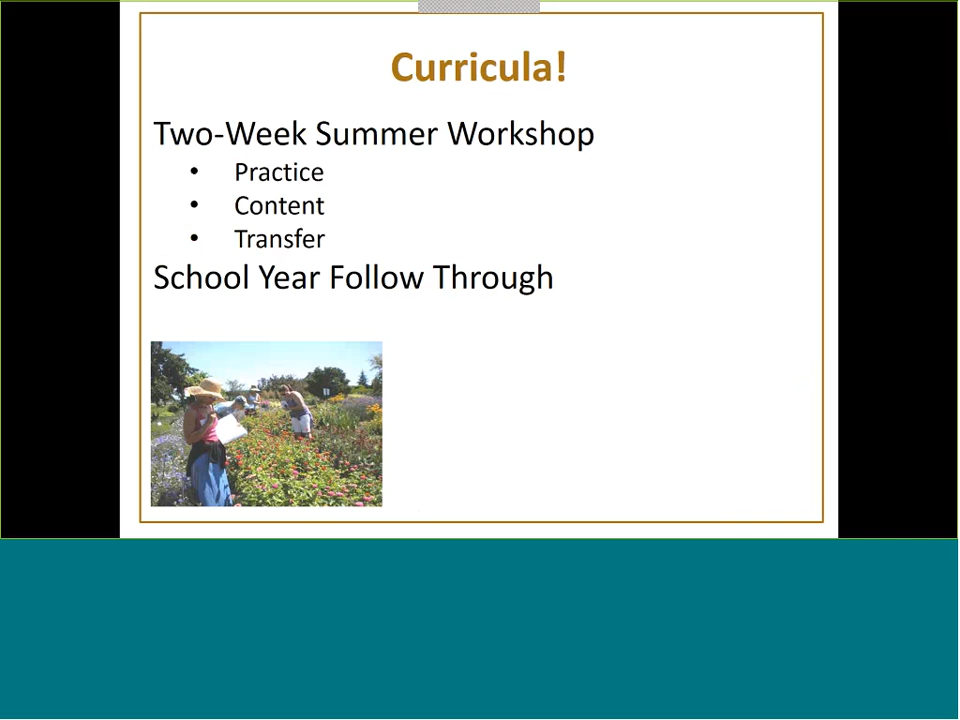 Curricula!
Two-Week Summer Workshop
• Practice
• Content
• Transfer
School Year Follow Through